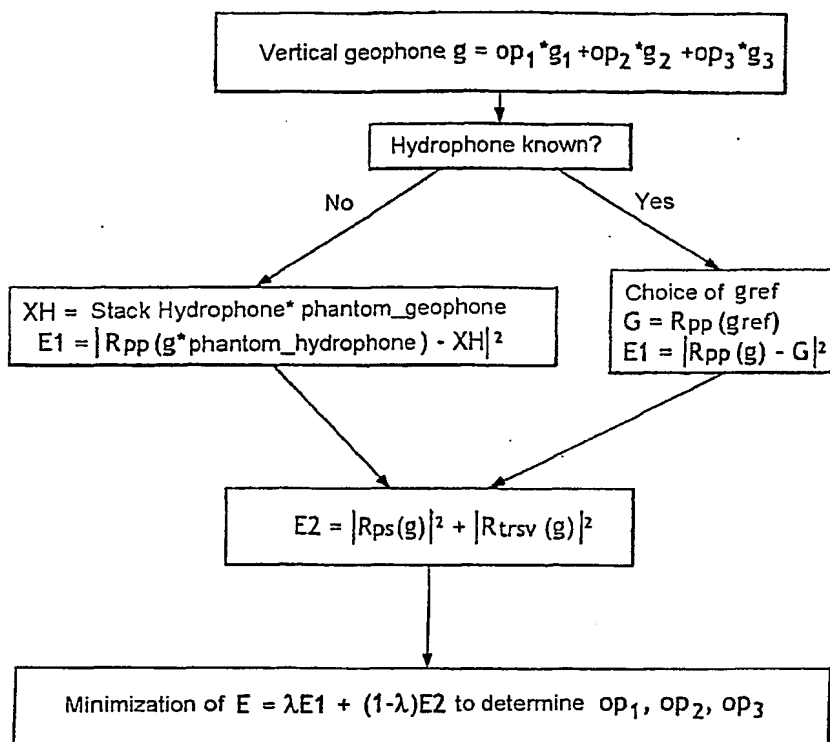 Vertical geophone g = op₁*g₁+op₂*g₂ +op₃*g₃
Hydrophone known?
No
Yes
XH = Stack Hydrophone* phantom_geophone
E1 = |Rpp (g*phantom_hydrophone) - XH|²
Choice of gref
G = Rpp (gref)
E1 = |Rpp (g) - G|²
E2 = |Rps(g)|² + |Rtrsv (g)|²
Minimization of E = λE1 + (1-λ)E2 to determine op₁, op₂, op₃